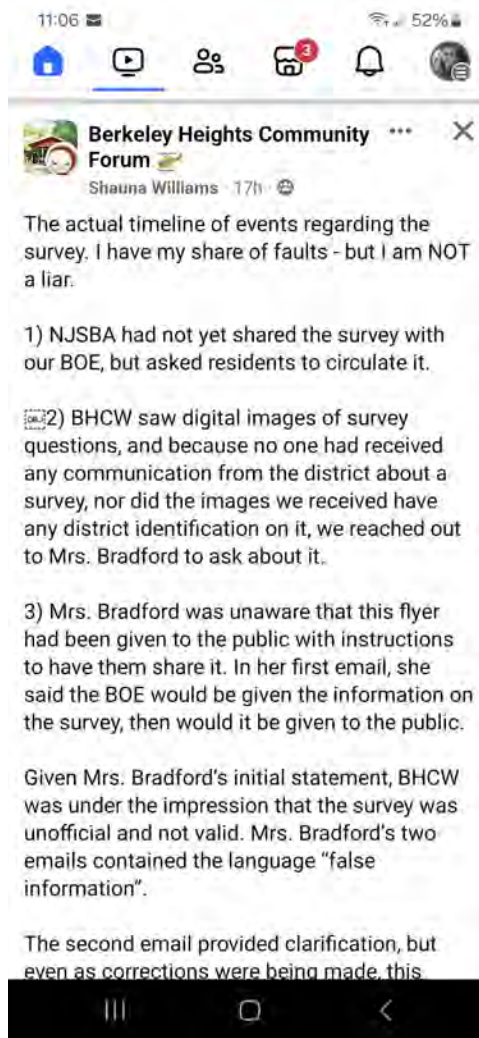 11:06
52%
3
Berkeley Heights Community
Forum
Shauna Williams · 17h
The actual timeline of events regarding the
survey. I have my share of faults - but I am NOT
a liar.
1) NJSBA had not yet shared the survey with
our BOE, but asked residents to circulate it.
2) BHCW saw digital images of survey
questions, and because no one had received
any communication from the district about a
survey, nor did the images we received have
any district identification on it, we reached out
to Mrs. Bradford to ask about it.
3) Mrs. Bradford was unaware that this flyer
had been given to the public with instructions
to have them share it. In her first email, she
said the BOE would be given the information on
the survey, then would it be given to the public.
Given Mrs. Bradford's initial statement, BHCW
was under the impression that the survey was
unofficial and not valid. Mrs. Bradford's two
emails contained the language “false
information”.
The second email provided clarification, but
even as corrections were being made, this